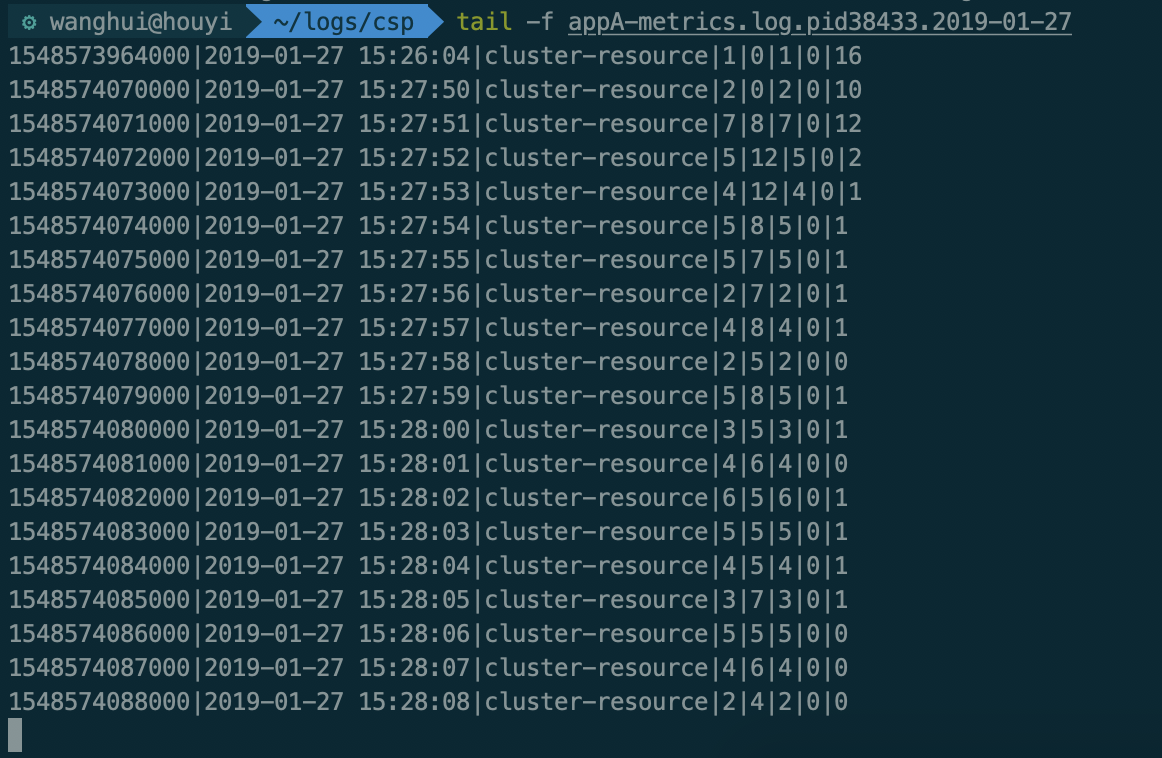 ⚙ wanghui@houyi ~/logs/csp tail -f appA-metrics.log.pid38433.2019-01-27
1548573964000|2019-01-27 15:26:04|cluster-resource|1|0|1|0|16
1548574070000|2019-01-27 15:27:50|cluster-resource|2|0|2|0|10
1548574071000|2019-01-27 15:27:51|cluster-resource|7|8|7|0|12
1548574072000|2019-01-27 15:27:52|cluster-resource|5|12|5|0|2
1548574073000|2019-01-27 15:27:53|cluster-resource|4|12|4|0|1
1548574074000|2019-01-27 15:27:54|cluster-resource|5|8|5|0|1
1548574075000|2019-01-27 15:27:55|cluster-resource|5|7|5|0|1
1548574076000|2019-01-27 15:27:56|cluster-resource|2|7|2|0|1
1548574077000|2019-01-27 15:27:57|cluster-resource|4|8|4|0|1
1548574078000|2019-01-27 15:27:58|cluster-resource|2|5|2|0|0
1548574079000|2019-01-27 15:27:59|cluster-resource|5|8|5|0|1
1548574080000|2019-01-27 15:28:00|cluster-resource|3|5|3|0|1
1548574081000|2019-01-27 15:28:01|cluster-resource|4|6|4|0|0
1548574082000|2019-01-27 15:28:02|cluster-resource|6|5|6|0|1
1548574083000|2019-01-27 15:28:03|cluster-resource|5|5|5|0|1
1548574084000|2019-01-27 15:28:04|cluster-resource|4|5|4|0|1
1548574085000|2019-01-27 15:28:05|cluster-resource|3|7|3|0|1
1548574086000|2019-01-27 15:28:06|cluster-resource|5|5|5|0|0
1548574087000|2019-01-27 15:28:07|cluster-resource|4|6|4|0|0
1548574088000|2019-01-27 15:28:08|cluster-resource|2|4|2|0|0